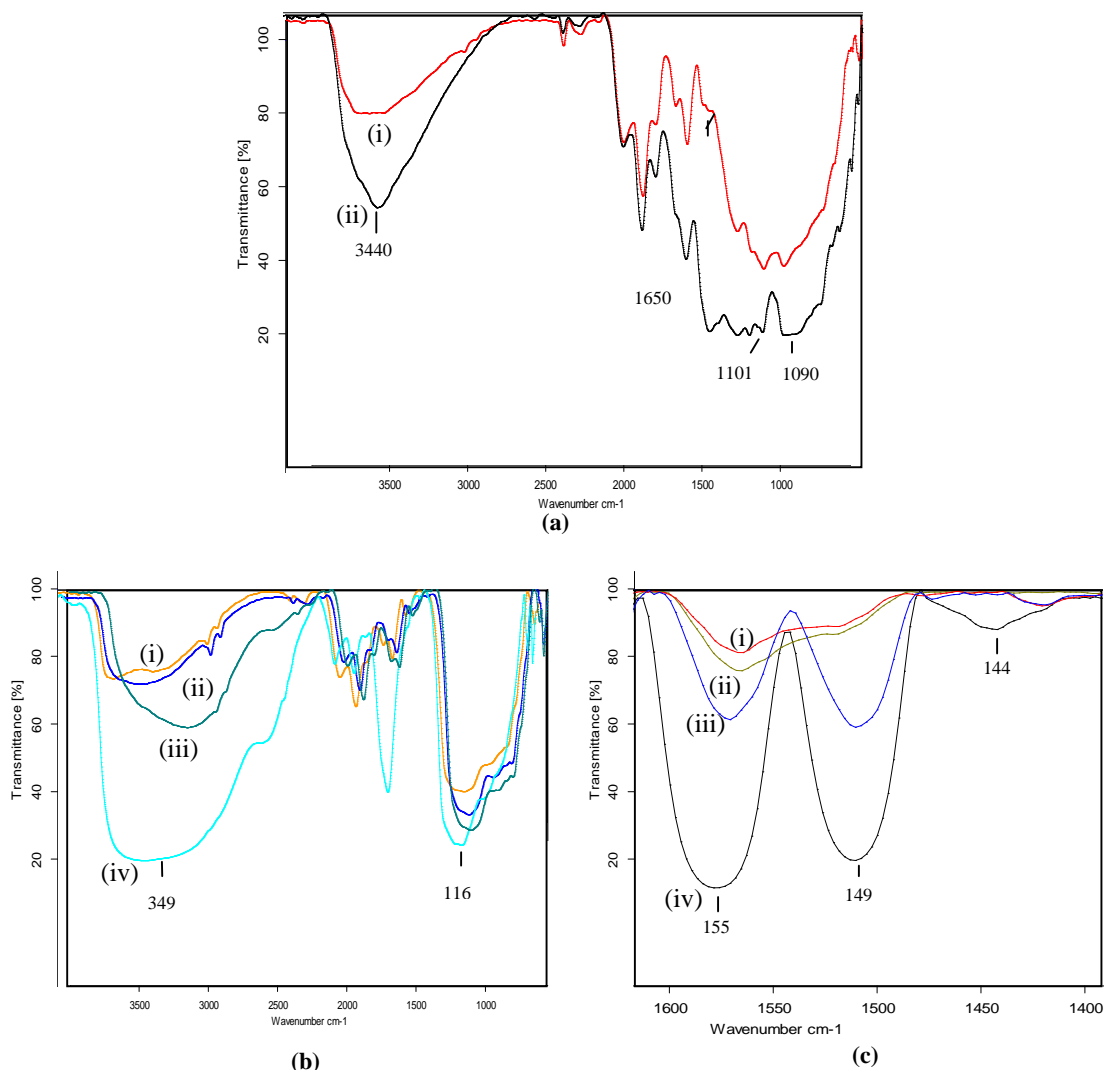 100
80
60
40
20
Transmittance [%]
(i)
(ii)
3440
1650
1101
1090
3500
3000
2500
2000
1500
1000
Wavenumber cm-1
(a)
100
80
60
40
20
Transmittance [%]
(i)
(ii)
(iii)
(iv)
349
116
3500
3000
2500
2000
1500
1000
Wavenumber cm-1
(b)
100
80
60
40
20
Transmittance [%]
(i)
(ii)
(iii)
(iv)
144
149
155
1600
1550
1500
1450
1400
Wavenumber cm-1
(c)